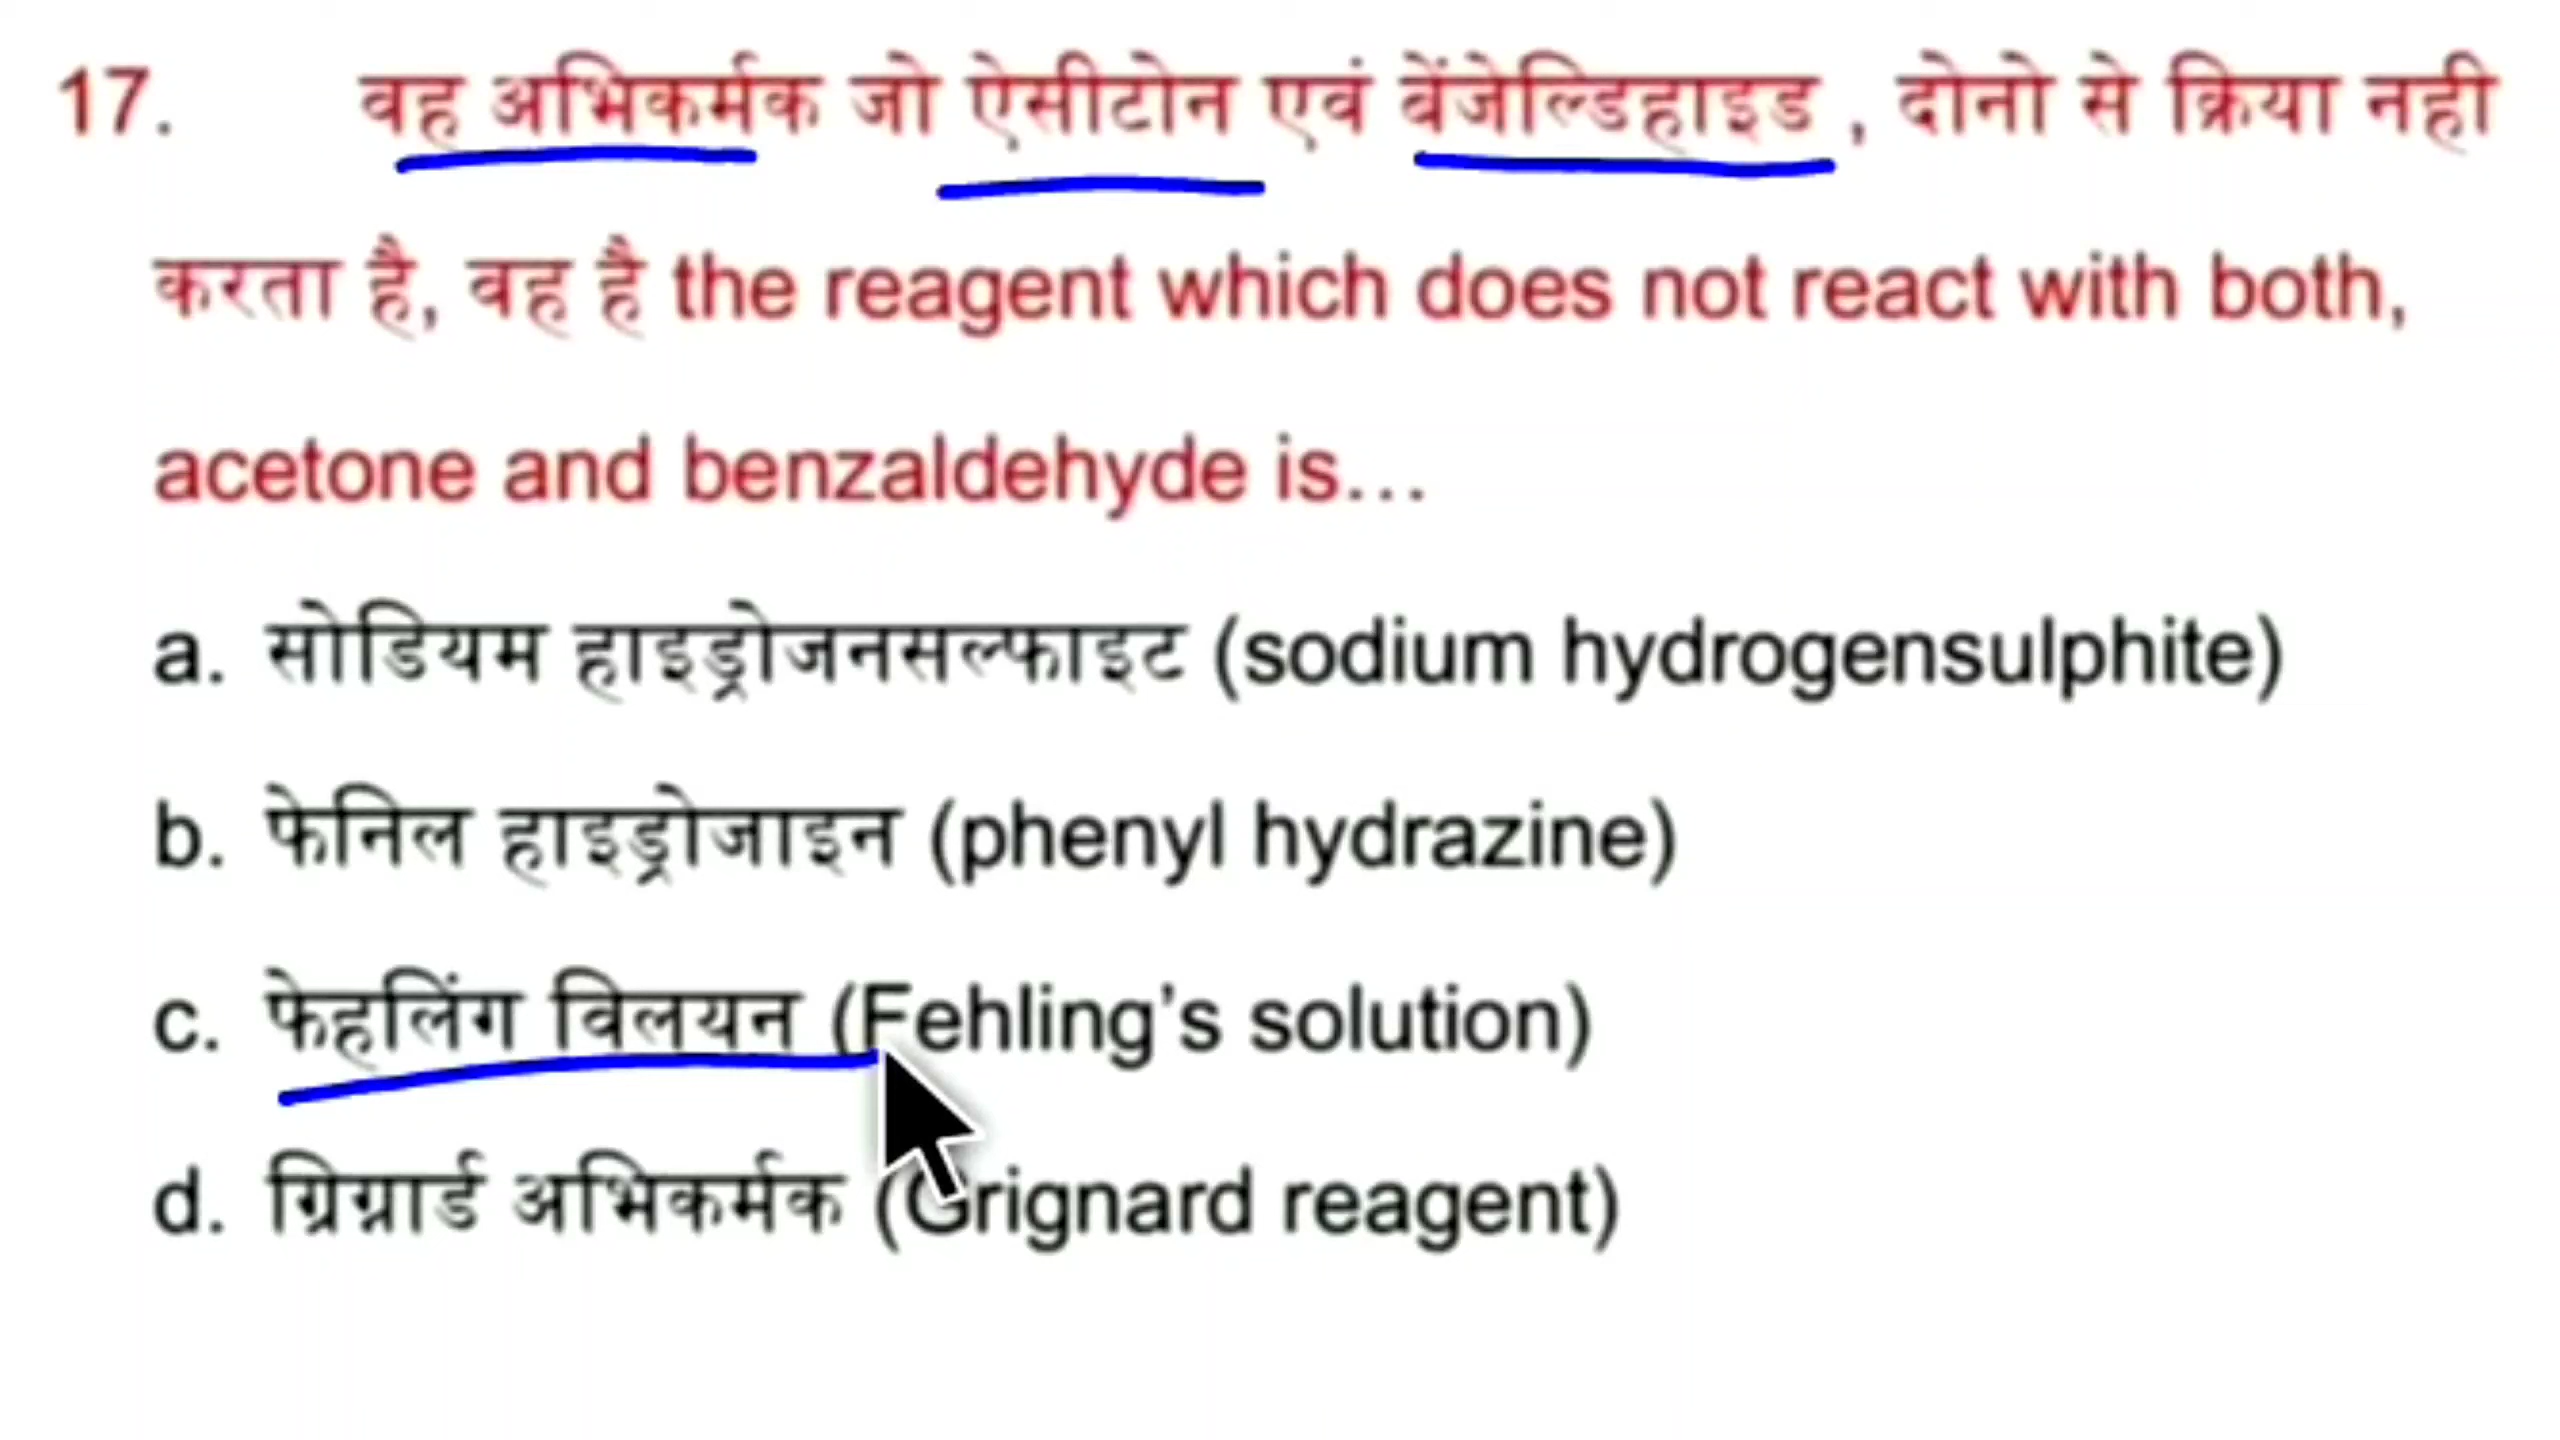 17. वह अभिकर्मक जो ऐसीटोन एवं बेंजेल्डिहाइड , दोनो से क्रिया नही
करता है, वह है the reagent which does not react with both,
acetone and benzaldehyde is...
a. सोडियम हाइड्रोजनसल्फाइट (sodium hydrogensulphite)
b. फेनिल हाइड्रोजाइन (phenyl hydrazine)
c. फेहलिंग विलयन (Fehling's solution)
d. ग्रिग्नार्ड अभिकर्मक (Grignard reagent)